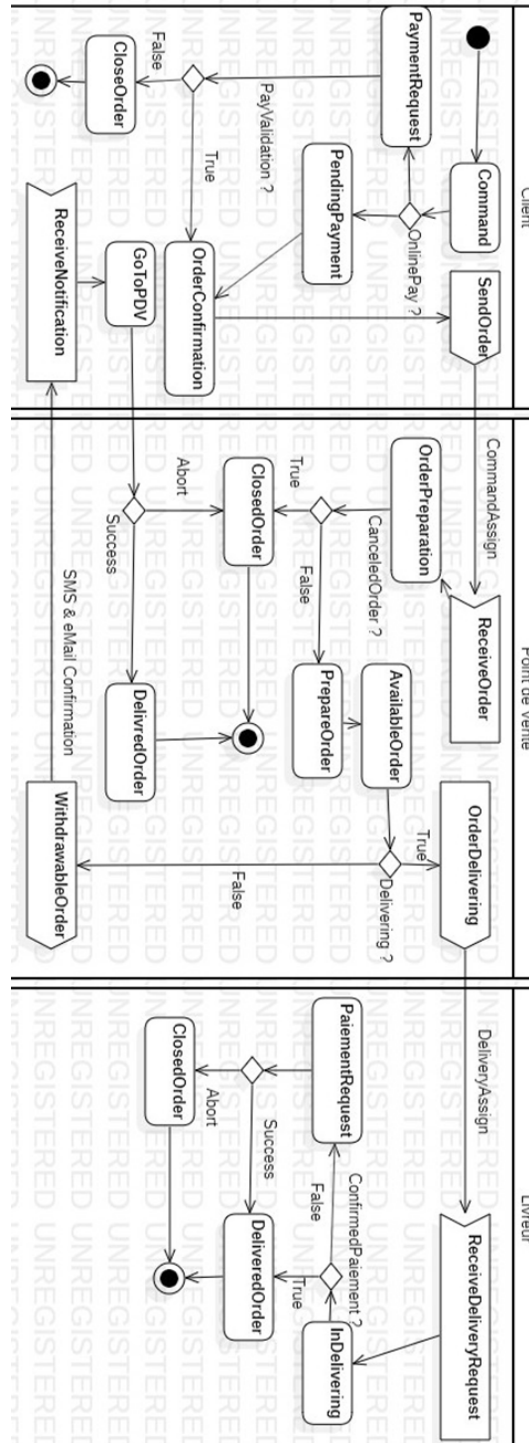 Client
Command
OnlinePay ?
PaymentRequest
PendingPayment
PayValidation ?
False
True
CloseOrder
OrderConfirmation
SendOrder
GoToPDV
ReceiveNotification
Point de Vente
CommandAssign
ReceiveOrder
OrderPreparation
CanceledOrder ?
True
False
ClosedOrder
PrepareOrder
AvailableOrder
Delivering ?
True
False
OrderDelivering
WithdrawableOrder
SMS & eMail Confirmation
Abort
Success
DelivredOrder
Livreur
DeliveryAssign
ReceiveDeliveryRequest
InDelivering
ConfirmedPaiement ?
False
True
PaiementRequest
Success
Abort
ClosedOrder
DeliveredOrder
UNREGISTERED